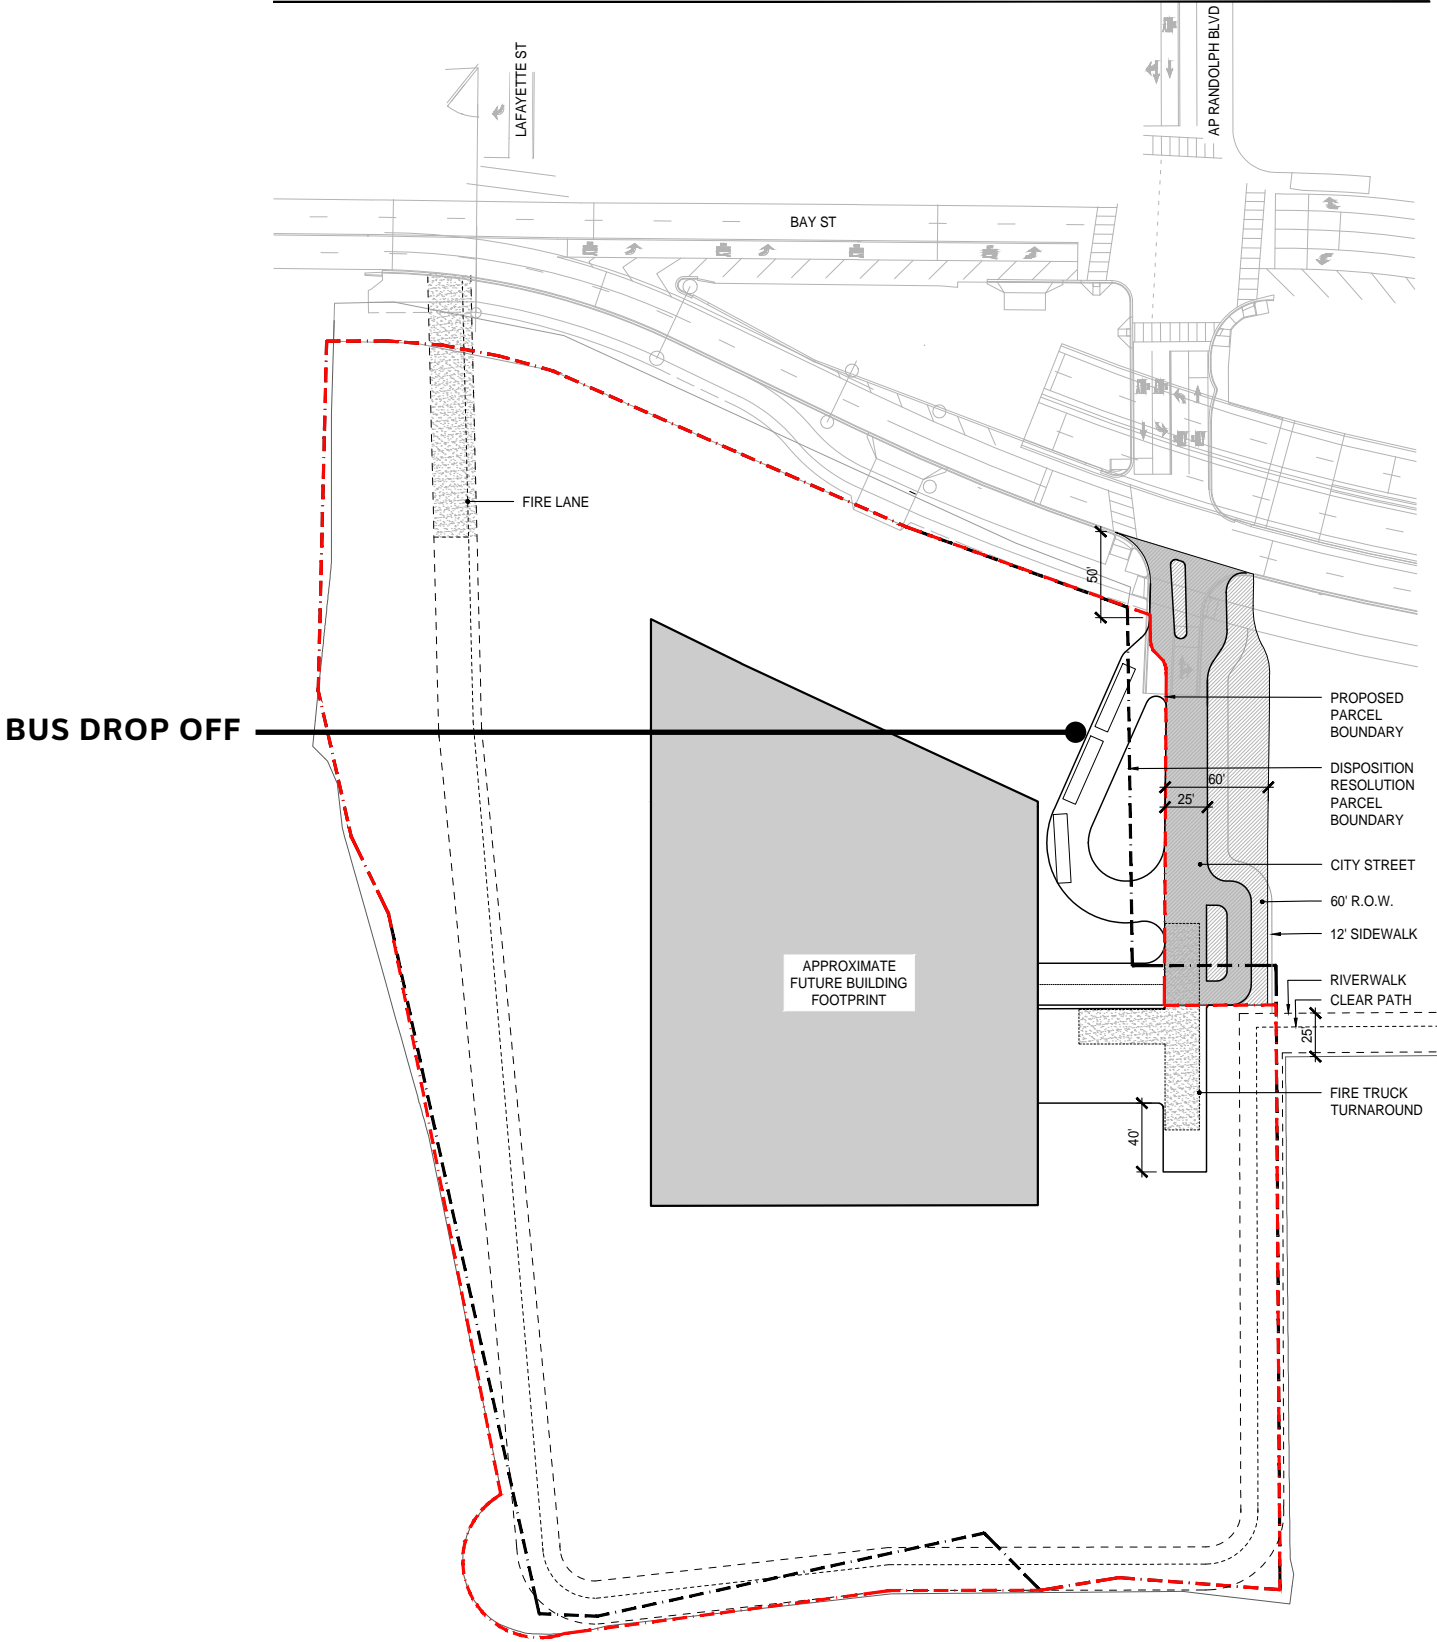 LAFAYETTE ST
AP RANDOLPH BLVD
BAY ST
FIRE LANE
50'
BUS DROP OFF
PROPOSED
PARCEL
BOUNDARY
DISPOSITION
RESOLUTION
PARCEL
BOUNDARY
60'
25'
CITY STREET
60' R.O.W.
12' SIDEWALK
APPROXIMATE
FUTURE BUILDING
FOOTPRINT
RIVERWALK
CLEAR PATH
25'
FIRE TRUCK
TURNAROUND
40'